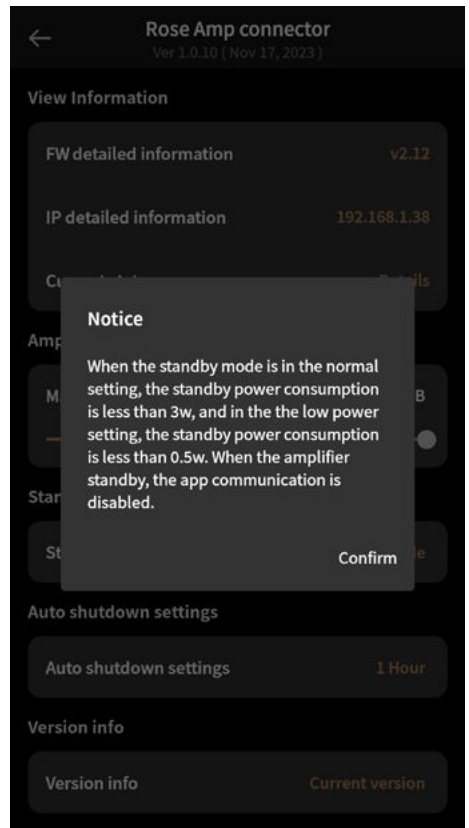 Rose Amp connector
Ver 1.0.10 ( Nov 17, 2023 )
View Information
FW detailed information v2.12
IP detailed information 192.168.1.38
Notice
When the standby mode is in the normal
setting, the standby power consumption
is less than 3w, and in the the low power
setting, the standby power consumption
is less than 0.5w. When the amplifier
standby, the app communication is
disabled.
Confirm
Auto shutdown settings
Auto shutdown settings 1 Hour
Version info
Version info Current version